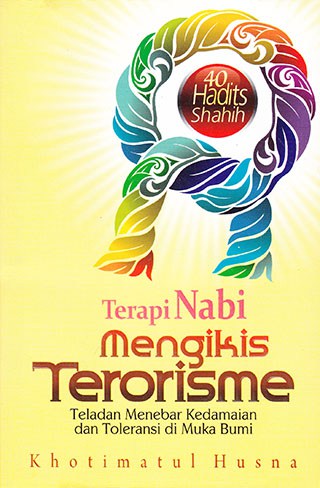 40
Hadits
Shahih
Terapi Nabi
Mengikis
Terorisme
Teladan Menebar Kedamaian
dan Toleransi di Muka Bumi
Khotimatul Husna